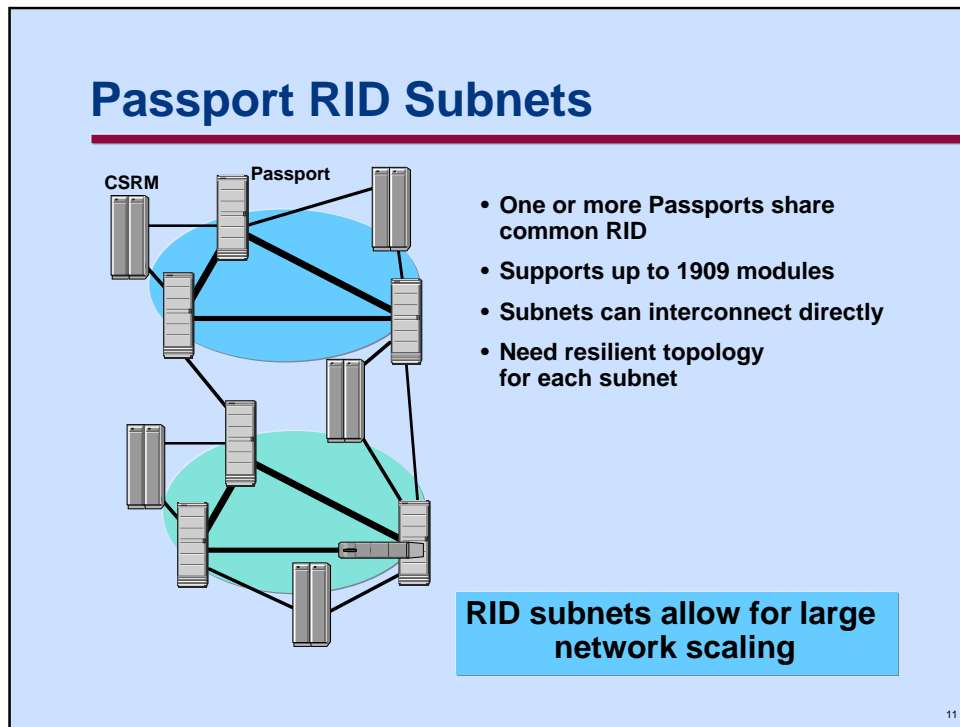 Passport RID Subnets
CSRM
Passport
• One or more Passports share
common RID
• Supports up to 1909 modules
• Subnets can interconnect directly
• Need resilient topology
for each subnet
RID subnets allow for large
network scaling
11